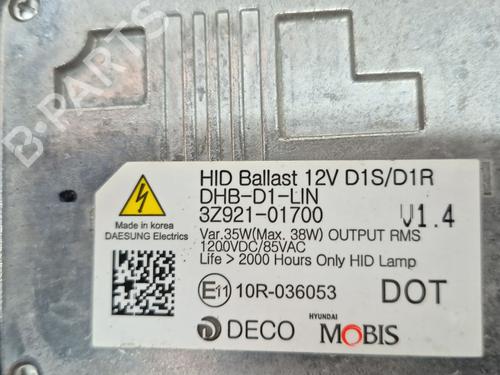 B-PARTS
HID Ballast 12V D1S/D1R
DHB-D1-LIN
3Z921-01700
V1.4
Var.35W(Max. 38W) OUTPUT RMS
1200VDC/85VAC
Life > 2000 Hours Only HID Lamp
Made in korea
DAESUNG Electrics
E11 10R-036053
DOT
DECO
HYUNDAI
MOBIS